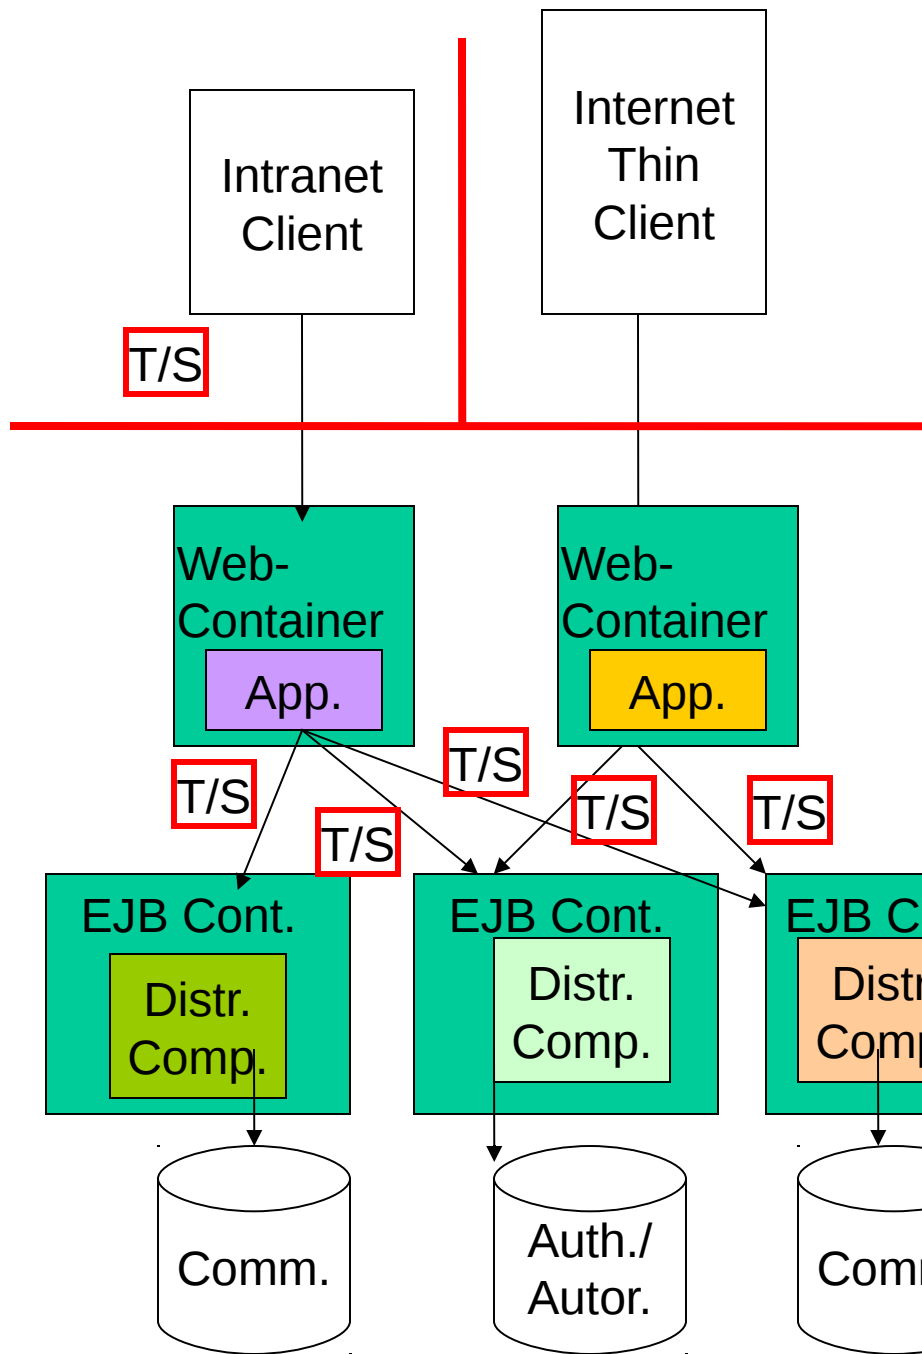 Internet
Thin
Client
Intranet
Client
T/S
Web-
Container
App.
Web-
Container
App.
T/S
T/S
T/S
T/S
T/S
EJB Cont.
Distr.
Comp.
EJB Cont.
Distr.
Comp.
EJB
Comm.
Auth./
Autor.